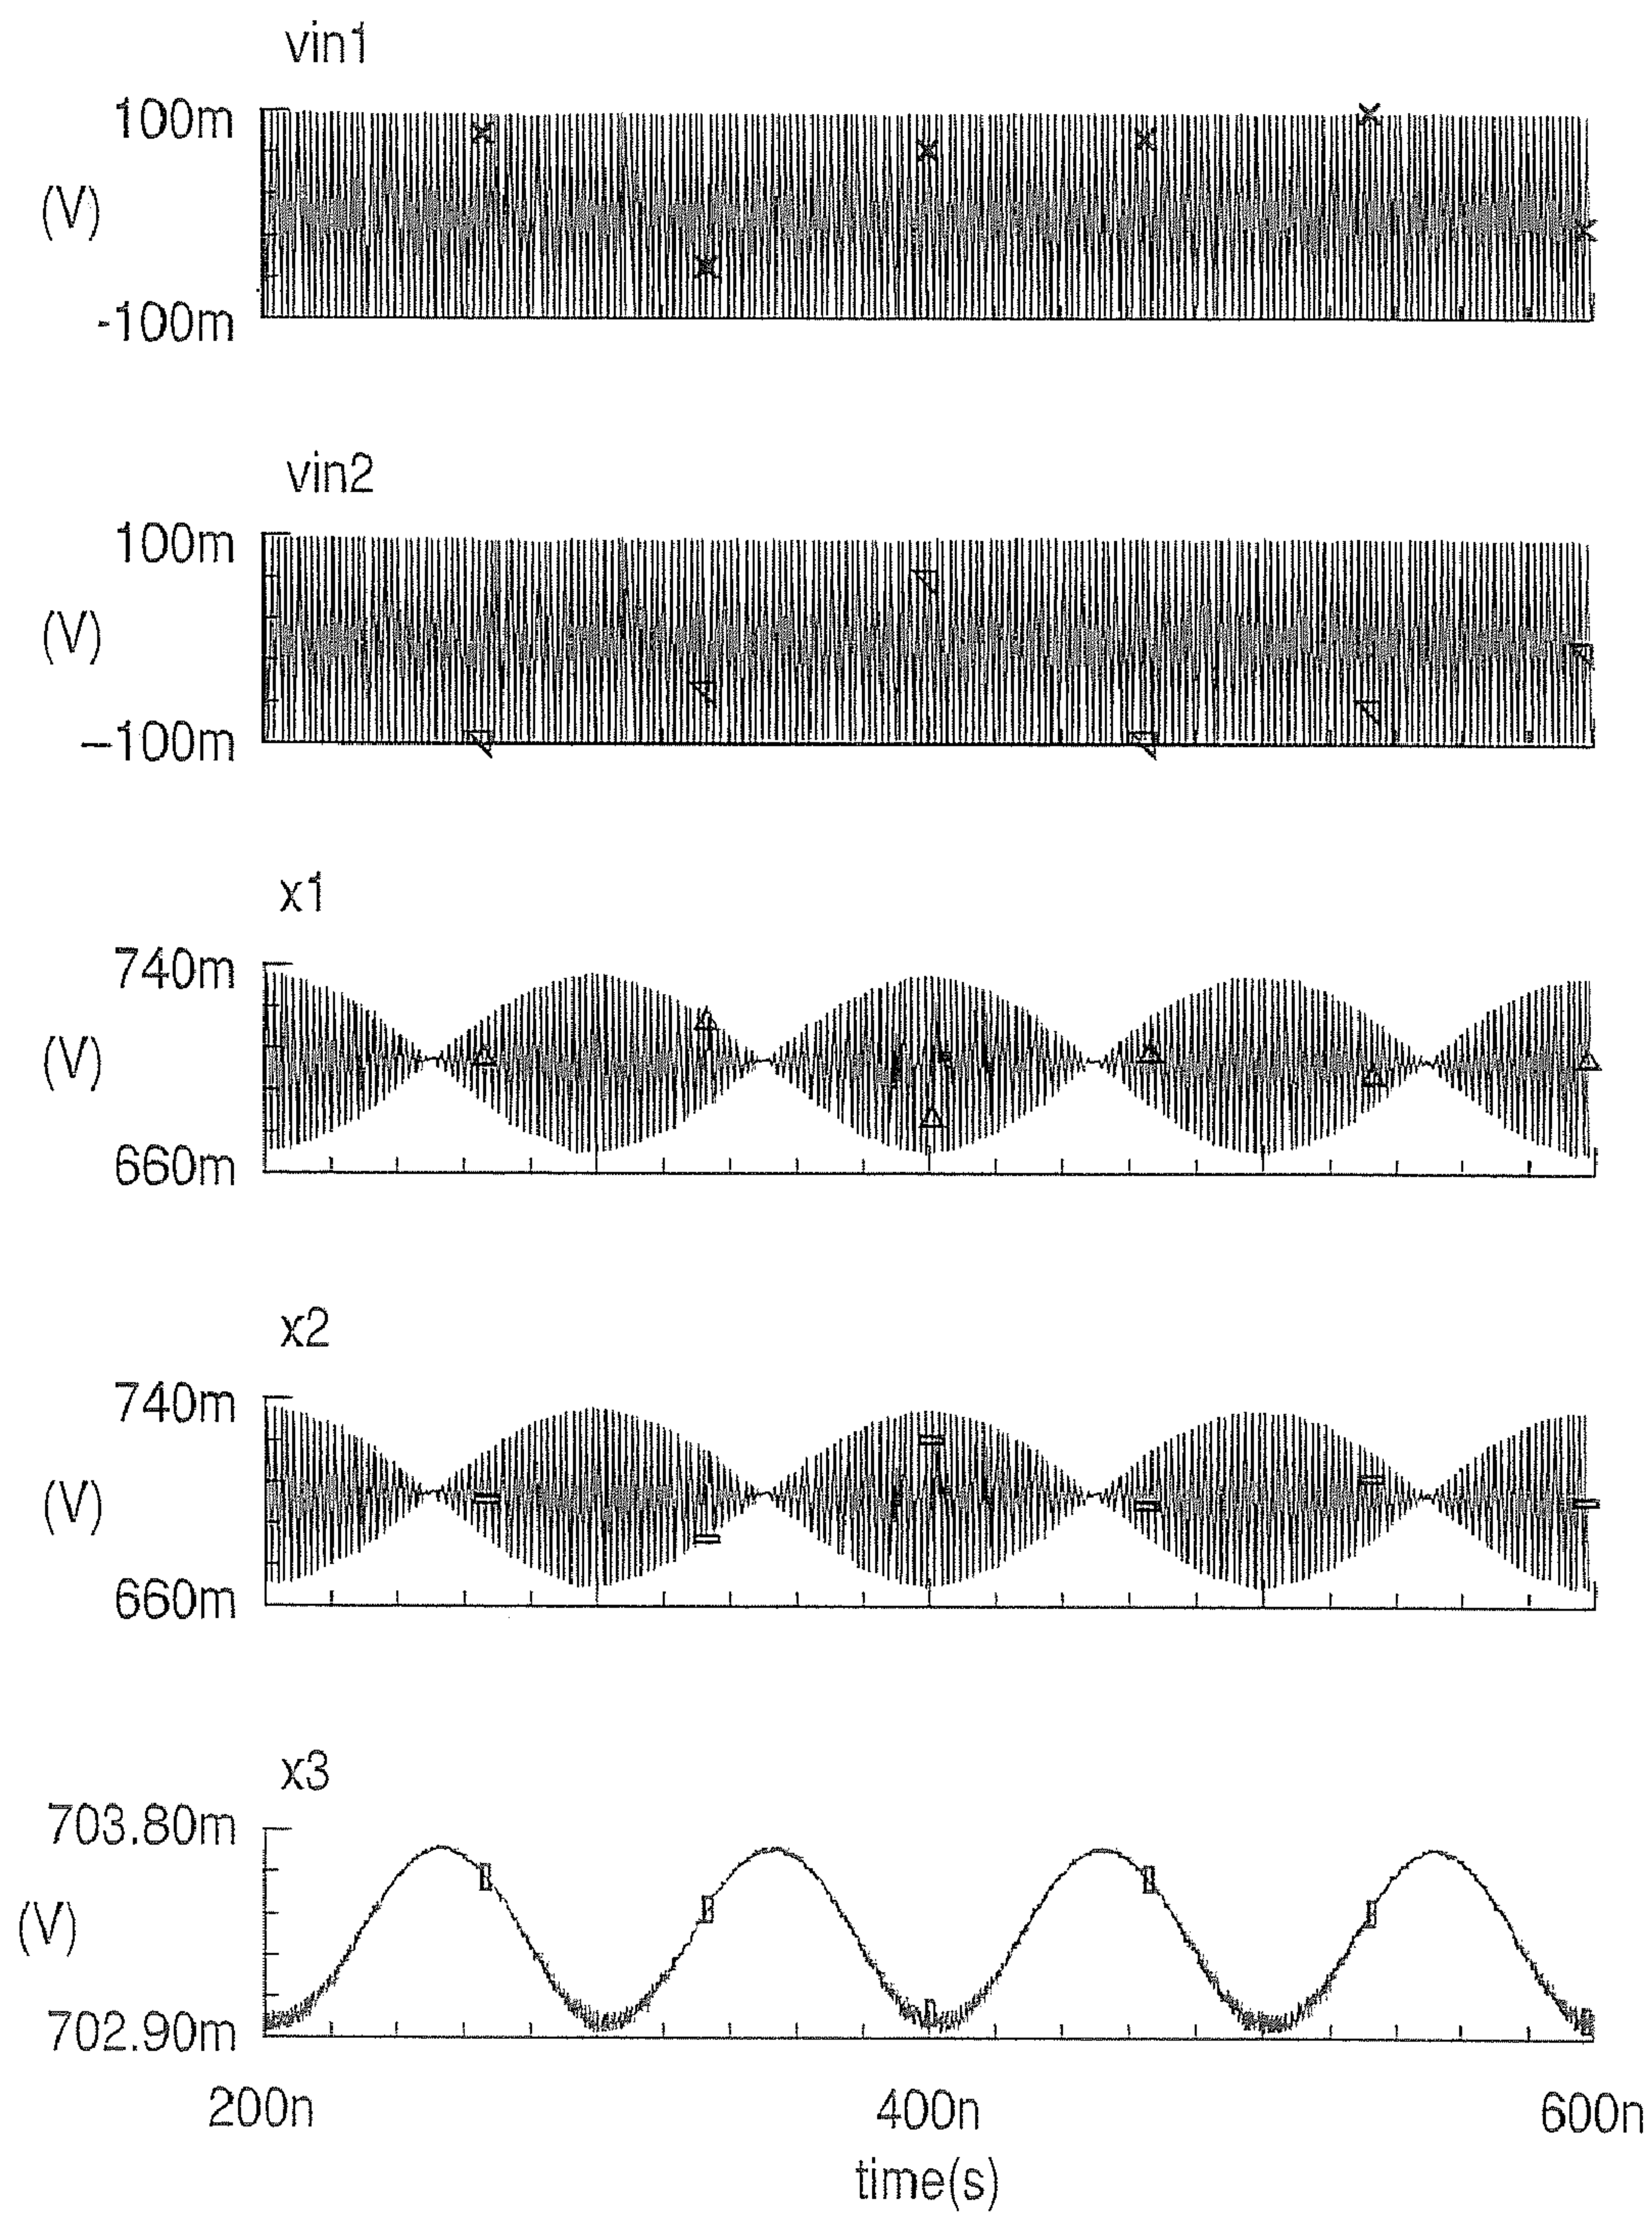 vin1
100m
(V)
-100m
vin2
100m
(V)
–100m
x1
740m
(V)
660m
x2
740m
(V)
660m
x3
703.80m
(V)
702.90m
200n 400n 600n
time(s)